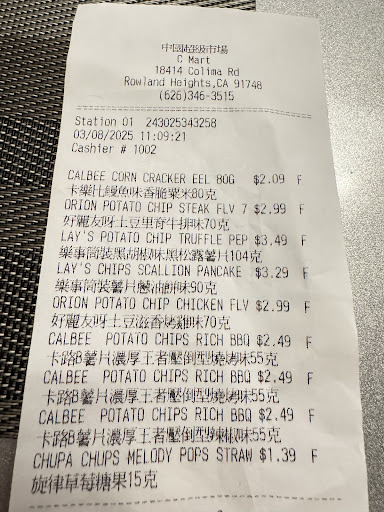 中國超級市場
C Mart
18414 Colima Rd
Rowland Heights,CA 91748
(626)346-3515
Station 01 243025343258
03/08/2025 11:09:21
Cashier # 1002
CALBEE CORN CRACKER EEL 80G $2.09 F
卡樂比鰻魚味香脆粟米80克
ORION POTATO CHIP STEAK FLV 7 $2.99 F
好麗友呀土豆里脊牛排味70克
LAY'S POTATO CHIP TRUFFLE PEP $3.49 F
樂事筒裝黑胡椒味黑松露薯片104克
LAY'S CHIPS SCALLION PANCAKE $3.29 F
樂事筒裝薯片蔥油餅味90克
ORION POTATO CHIP CHICKEN FLV $2.99 F
好麗友呀土豆滋香烤雞味70克
CALBEE POTATO CHIPS RICH BBQ $2.49 F
卡路B薯片濃厚王者壓倒型燒烤味55克
CALBEE POTATO CHIPS RICH BBQ $2.49 F
卡路B薯片濃厚王者壓倒型燒烤味55克
CALBEE POTATO CHIPS RICH BBQ $2.49 F
卡路B薯片濃厚王者壓倒型辣椒味55克
CHUPA CHUPS MELODY POPS STRAW $1.39 F
旋律草莓糖果15克